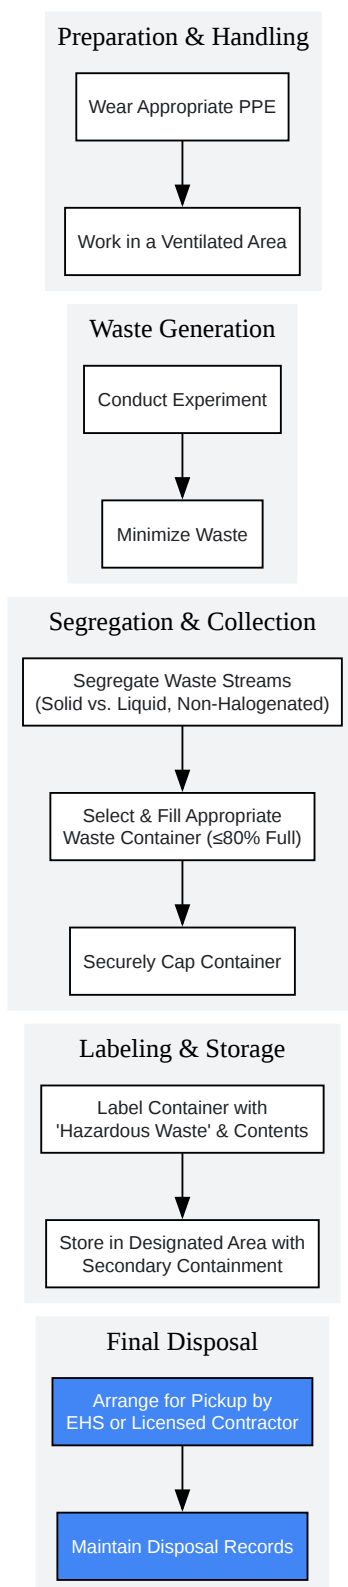 Preparation & Handling
Wear Appropriate PPE
Work in a Ventilated Area
Waste Generation
Conduct Experiment
Minimize Waste
Segregation & Collection
Segregate Waste Streams
(Solid vs. Liquid, Non-Halogenated)
Select & Fill Appropriate
Waste Container (≤80% Full)
Securely Cap Container
Labeling & Storage
Label Container with
'Hazardous Waste' & Contents
Store in Designated Area with
Secondary Containment
Final Disposal
Arrange for Pickup by
EHS or Licensed Contractor
Maintain Disposal Records